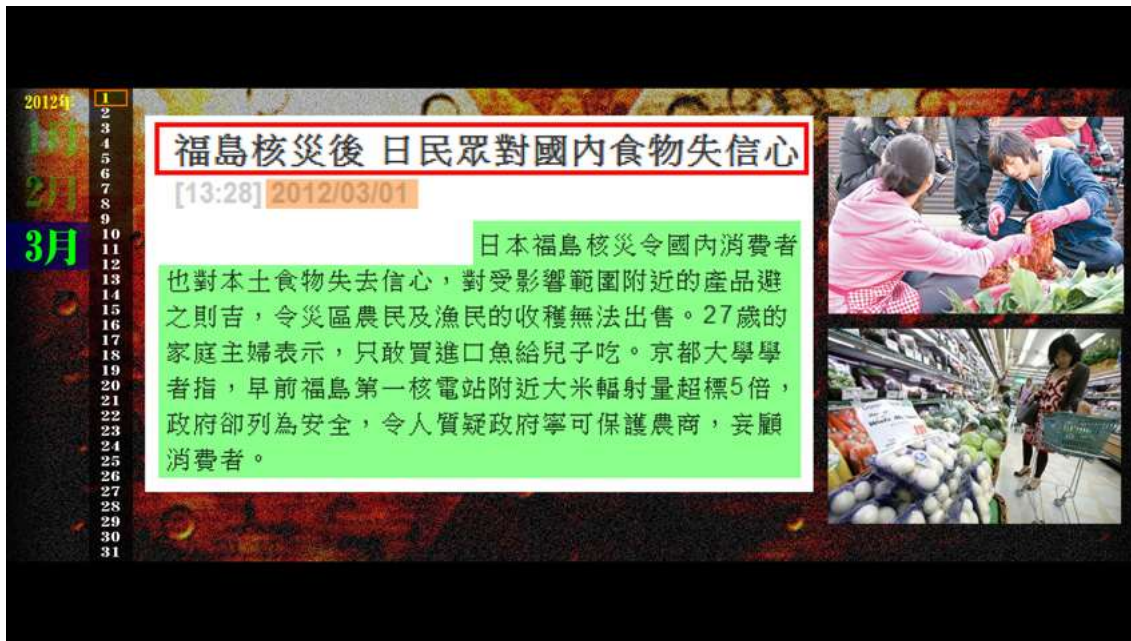 2012年
1月
2月
3月
1
2
3
4
5
6
7
8
9
10
11
12
13
14
15
16
17
18
19
20
21
22
23
24
25
26
27
28
29
30
31
福島核災後 日民眾對國內食物失信心
[13:28] 2012/03/01
日本福島核災令國內消費者
也對本土食物失去信心，對受影響範圍附近的產品避
之則吉，令災區農民及漁民的收穫無法出售。27歲的
家庭主婦表示，只敢買進口魚給兒子吃。京都大學學
者指，早前福島第一核電站附近大米輻射量超標5倍，
政府卻列為安全，令人質疑政府寧可保護農商，妄顧
消費者。